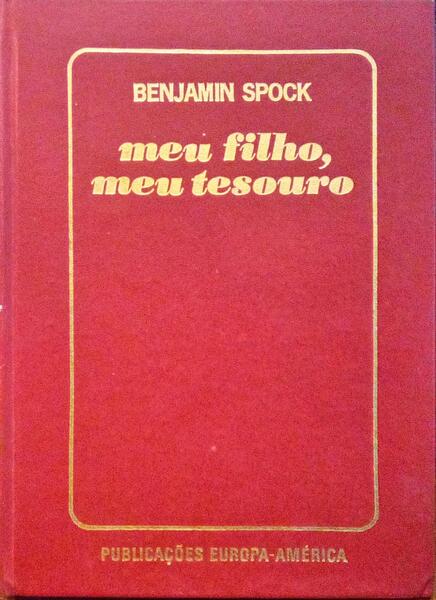 BENJAMIN SPOCK
meu filho,
meu tesouro
PUBLICAÇÕES EUROPA-AMÉRICA